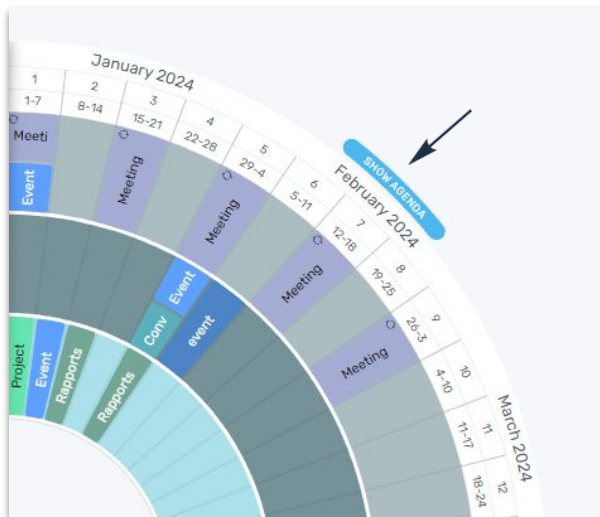 January 2024
1
2
3
4
5
6
7
8
9
10
11
12
1-7
8-14
15-21
22-28
29-4
5-11
12-18
19-25
26-3
4-10
11-17
18-24
SHOW AGENDA
February 2024
March 2024
Meeti
Meeting
Meeting
Meeting
Meeting
Event
Event
Conv
event
Project
Event
Rapports
Rapports